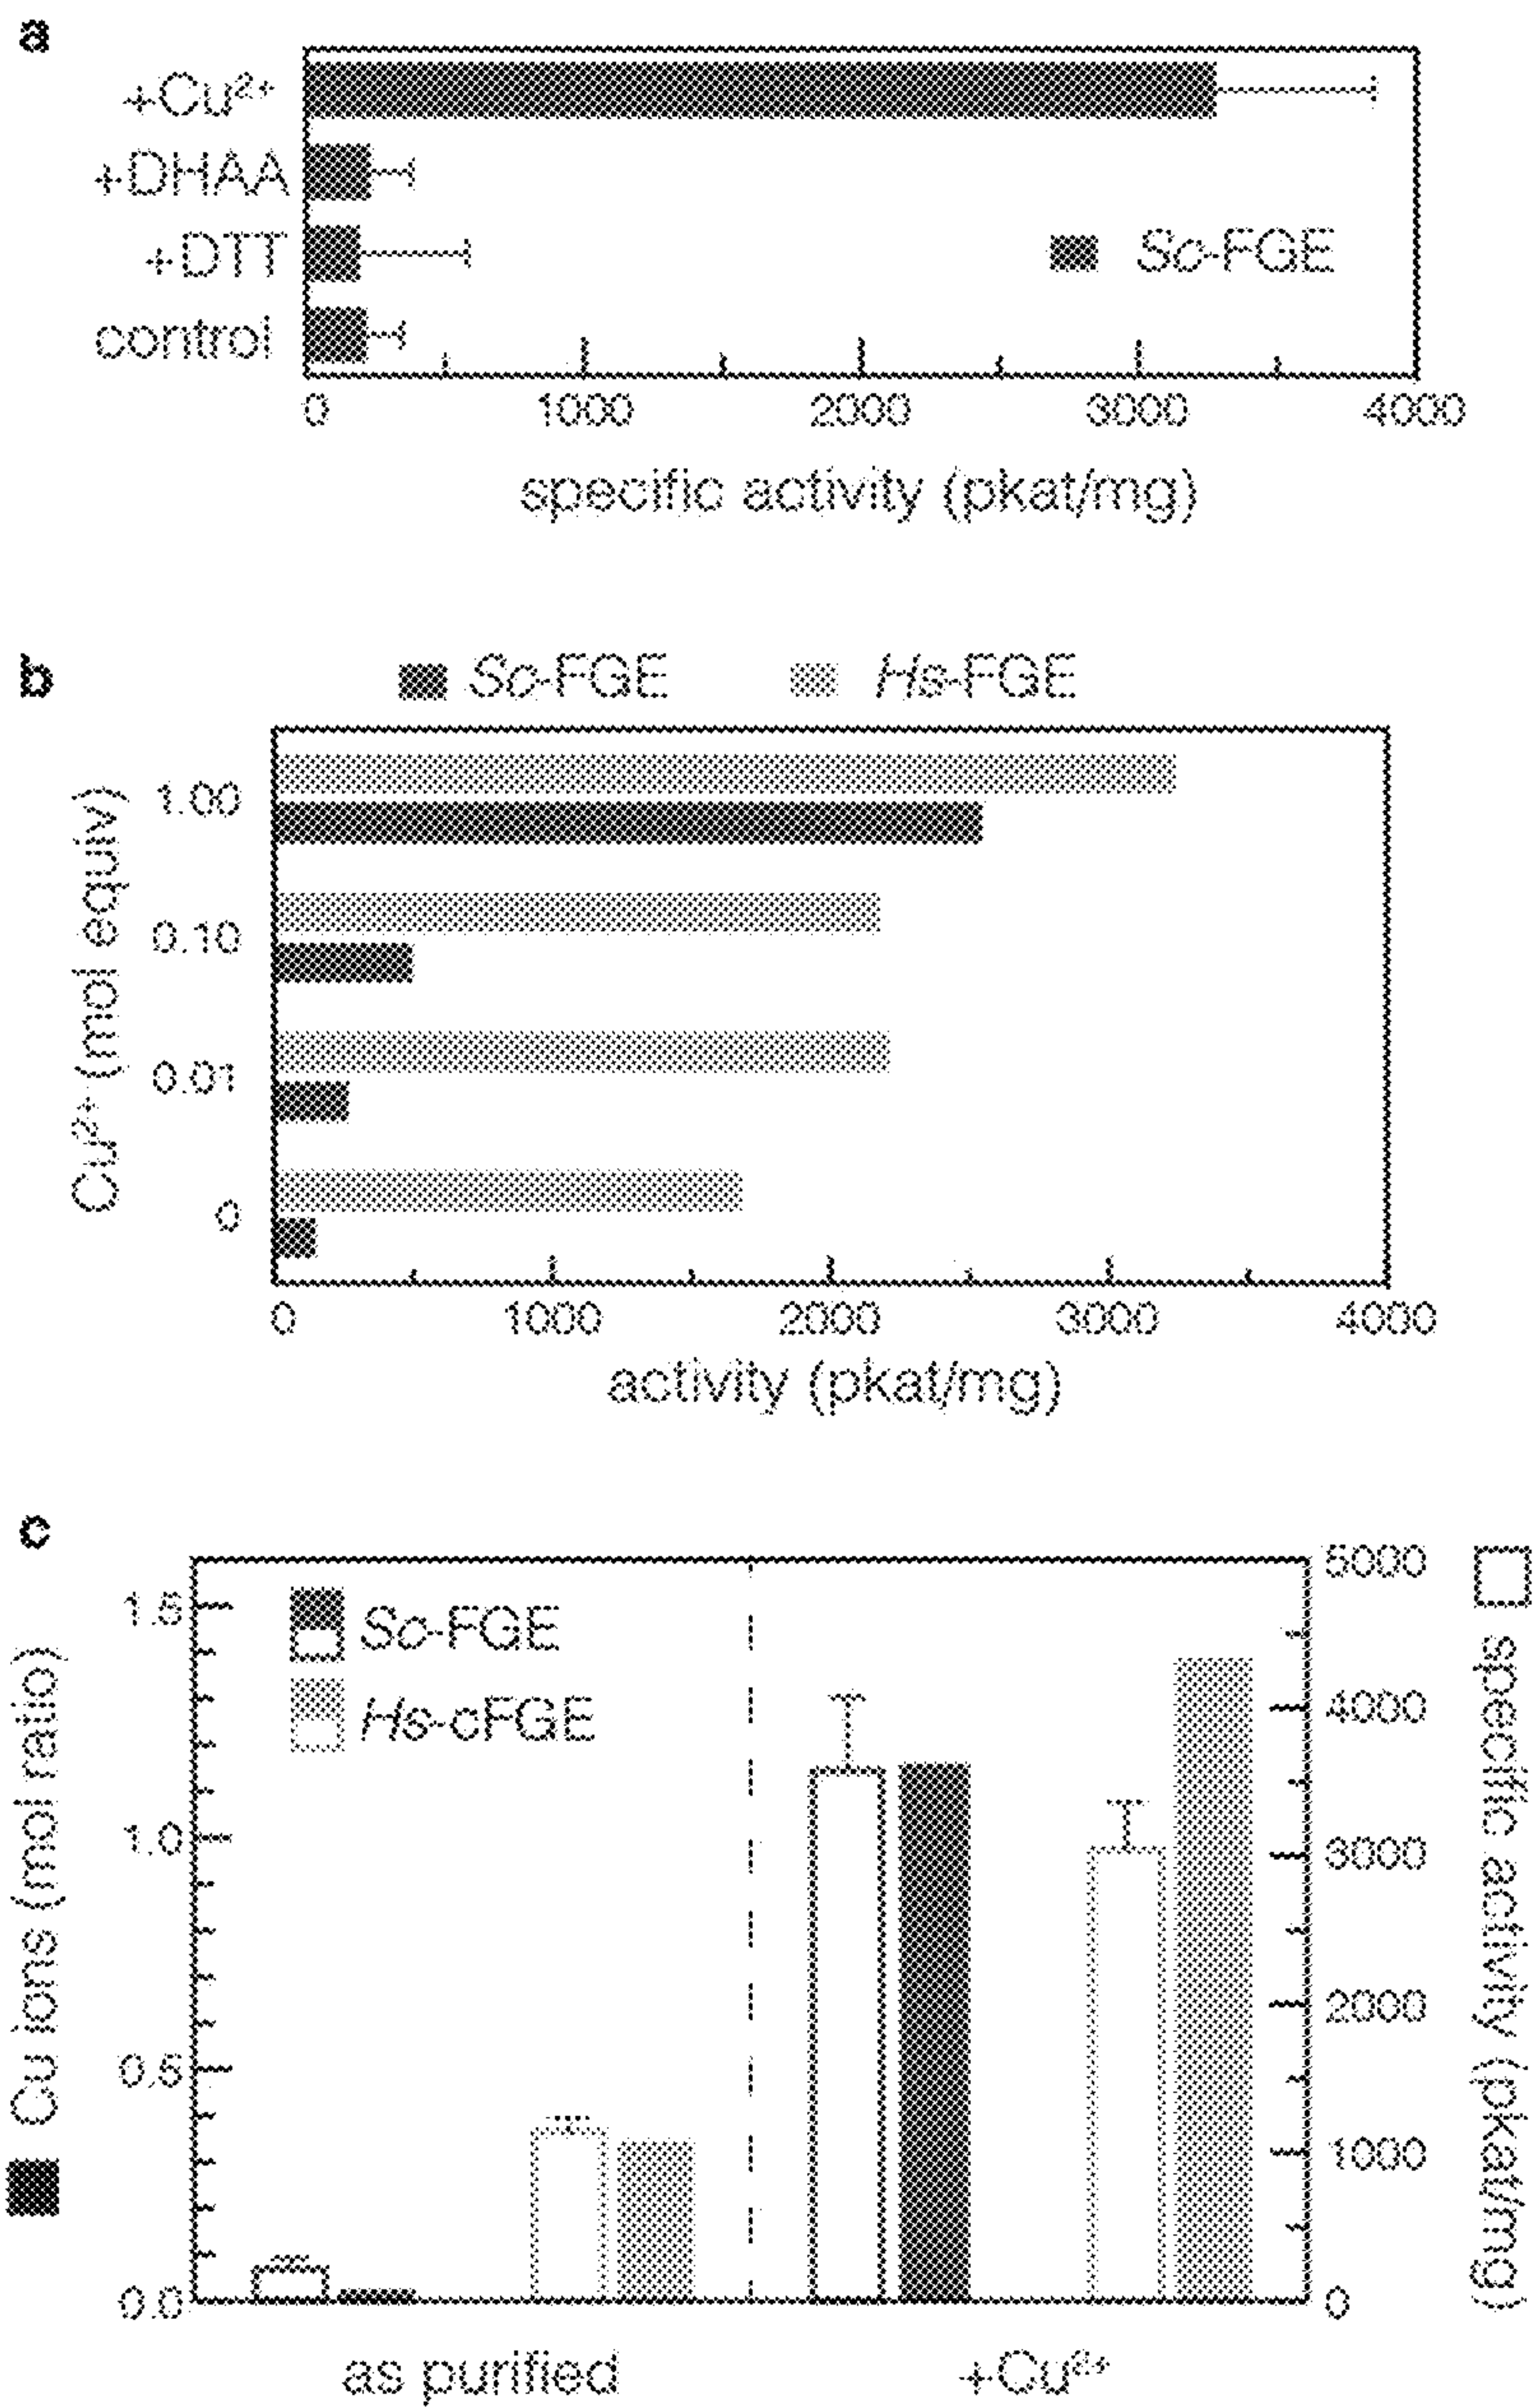 a
+Cu²⁺
+DHAA
+DTT
control
Sc-FGE
0 1000 2000 3000 4000
specific activity (pkat/mg)
b
Sc-FGE Hs-FGE
Cu²⁺ (mol equiv)
1.00
0.10
0.01
0
0 1000 2000 3000 4000
activity (pkat/mg)
c
Cu ions (mol ratio)
1.5
1.0
0.5
0.0
Sc-FGE
Hs-cFGE
5000
4000
3000
2000
1000
0
specific activity (pkat/mg)
as purified +Cu²⁺